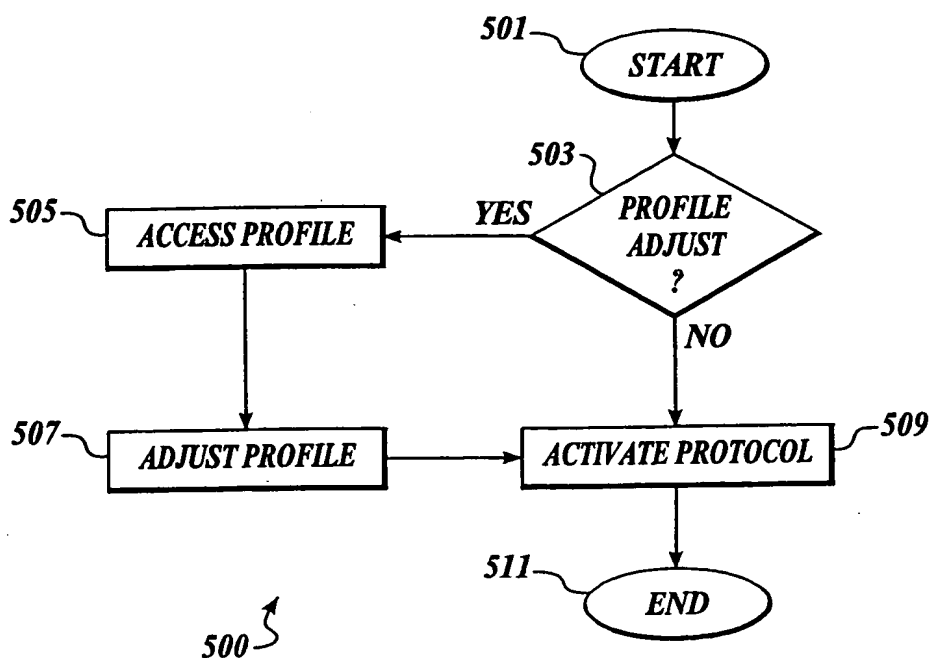 501
START
503
PROFILE
ADJUST
?
YES
505
ACCESS PROFILE
NO
507
ADJUST PROFILE
ACTIVATE PROTOCOL
509
511
END
500